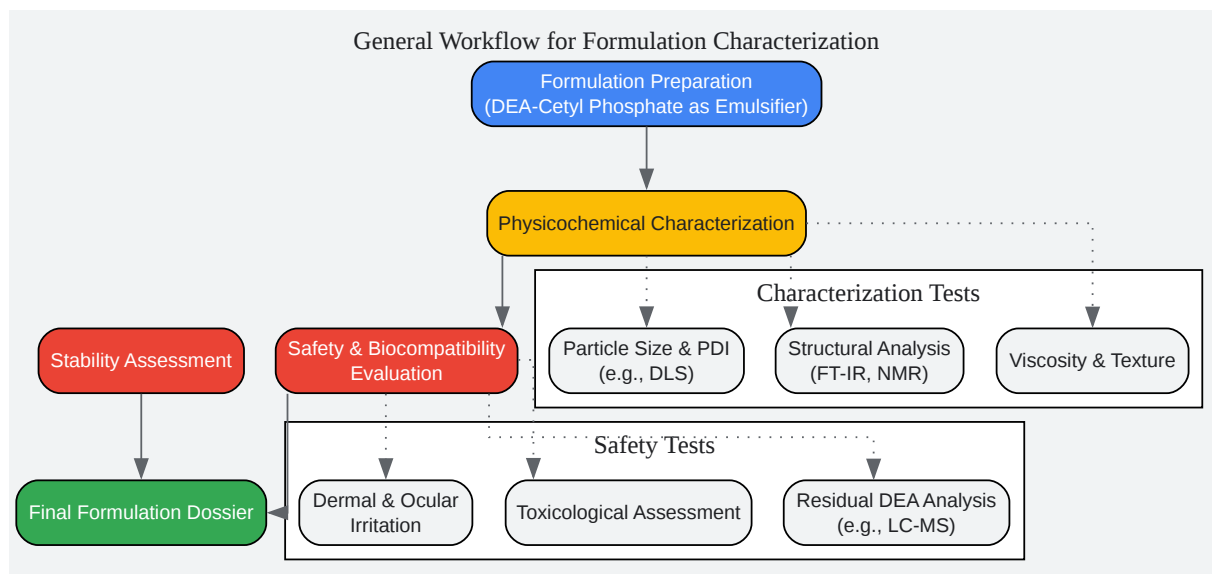 General Workflow for Formulation Characterization
Formulation Preparation
(DEA-Cetyl Phosphate as Emulsifier)
Physicochemical Characterization
Characterization Tests
Stability Assessment
Safety & Biocompatibility
Evaluation
Particle Size & PDI
(e.g., DLS)
Structural Analysis
(FT-IR, NMR)
Viscosity & Texture
Safety Tests
Final Formulation Dossier
Dermal & Ocular
Irritation
Toxicological Assessment
Residual DEA Analysis
(e.g., LC-MS)